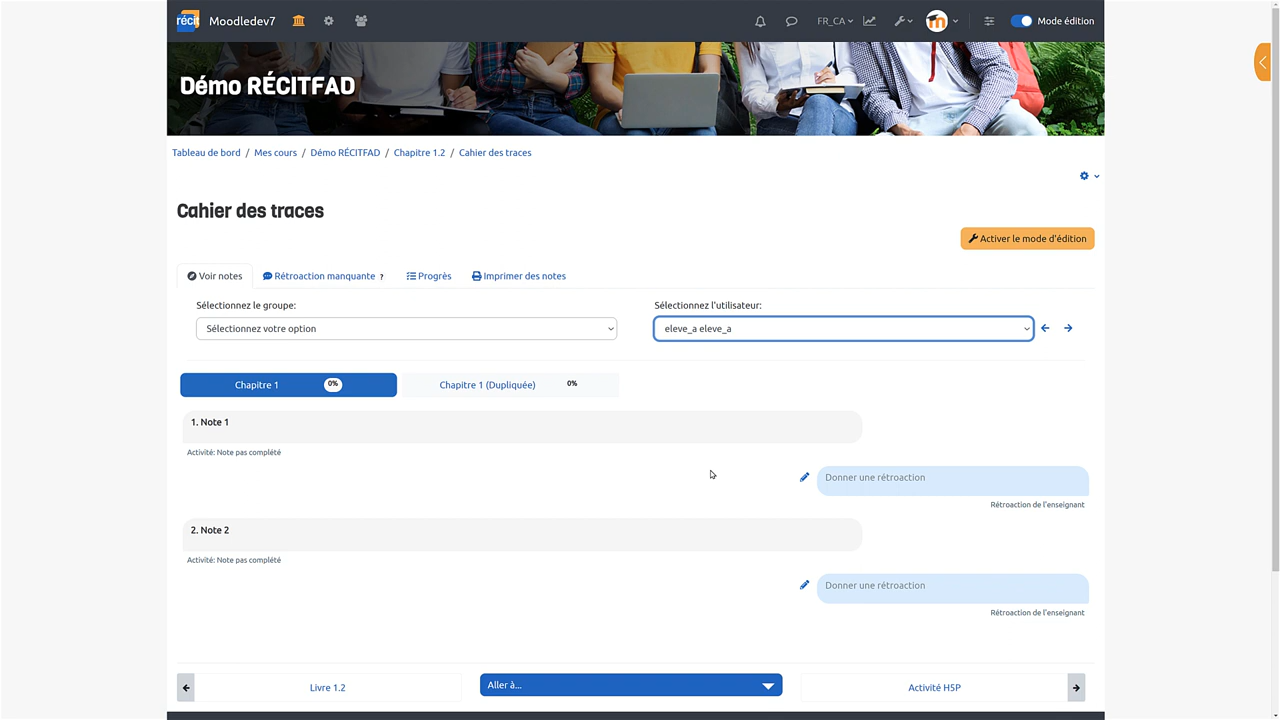 récit Moodledev7 FR_CA Mode édition
Démo RÉCITFAD
Tableau de bord / Mes cours / Démo RÉCITFAD / Chapitre 1.2 / Cahier des traces
Cahier des traces
Activer le mode d'édition
Voir notes Rétroaction manquante ? Progrès Imprimer des notes
Sélectionnez le groupe: Sélectionnez l'utilisateur:
Sélectionnez votre option eleve_a eleve_a
Chapitre 1 0% Chapitre 1 (Dupliquée) 0%
1. Note 1
Activité: Note pas complété
Donner une rétroaction
Rétroaction de l'enseignant
2. Note 2
Activité: Note pas complété
Donner une rétroaction
Rétroaction de l'enseignant
Livre 1.2 Aller à... Activité H5P